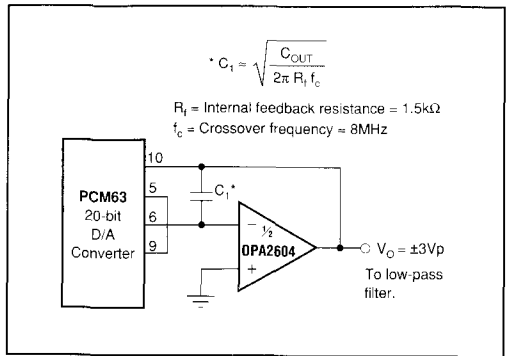 * C₁ ≈ √(C_OUT / (2π R_f f_c))
R_f = Internal feedback resistance = 1.5kΩ
f_c = Crossover frequency = 8MHz
10
PCM63
20-bit
D/A
Converter
5
6
9
C₁*
−
1/2
OPA2604
+
V_O = ±3Vp
To low-pass
filter.